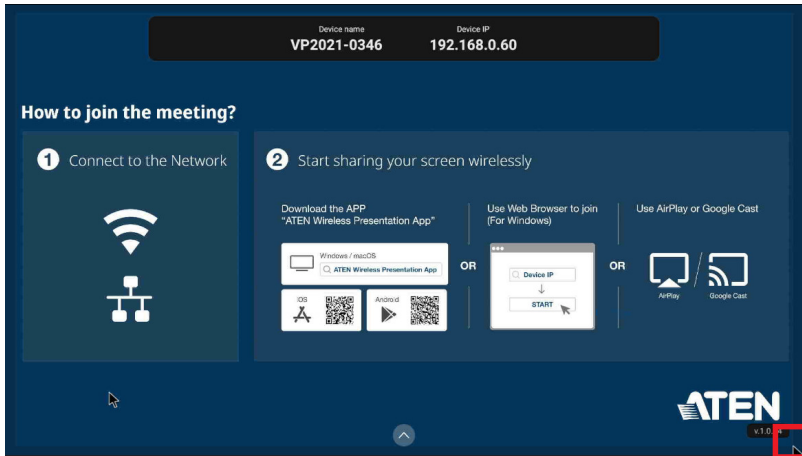 Device name
VP2021-0346
Device IP
192.168.0.60
How to join the meeting?
1 Connect to the Network
2 Start sharing your screen wirelessly
Download the APP
“ATEN Wireless Presentation App”
Windows / macOS
ATEN Wireless Presentation App
iOS
Android
OR
Use Web Browser to join
(For Windows)
Device IP
START
OR
Use AirPlay or Google Cast
AirPlay
Google Cast
ATEN